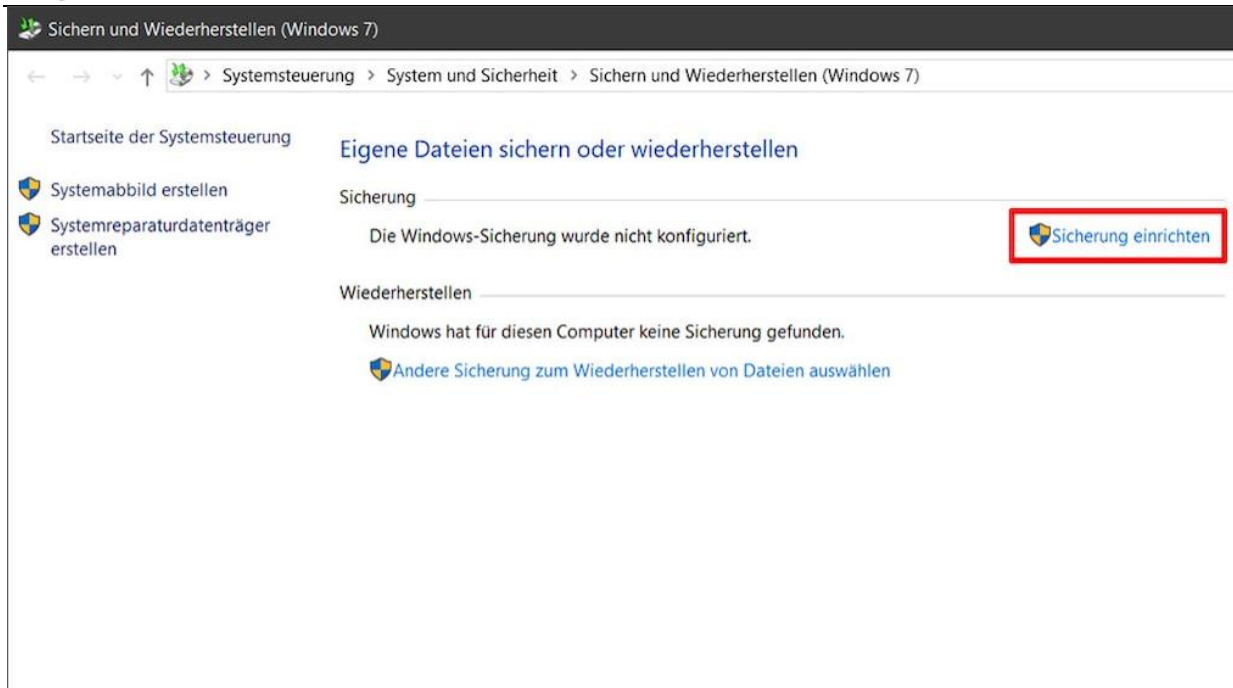 Sichern und Wiederherstellen (Windows 7)
Systemsteuerung > System und Sicherheit > Sichern und Wiederherstellen (Windows 7)
Startseite der Systemsteuerung
Systemabbild erstellen
Systemreparaturdatenträger
erstellen
Eigene Dateien sichern oder wiederherstellen
Sicherung
Die Windows-Sicherung wurde nicht konfiguriert.
Sicherung einrichten
Wiederherstellen
Windows hat für diesen Computer keine Sicherung gefunden.
Andere Sicherung zum Wiederherstellen von Dateien auswählen